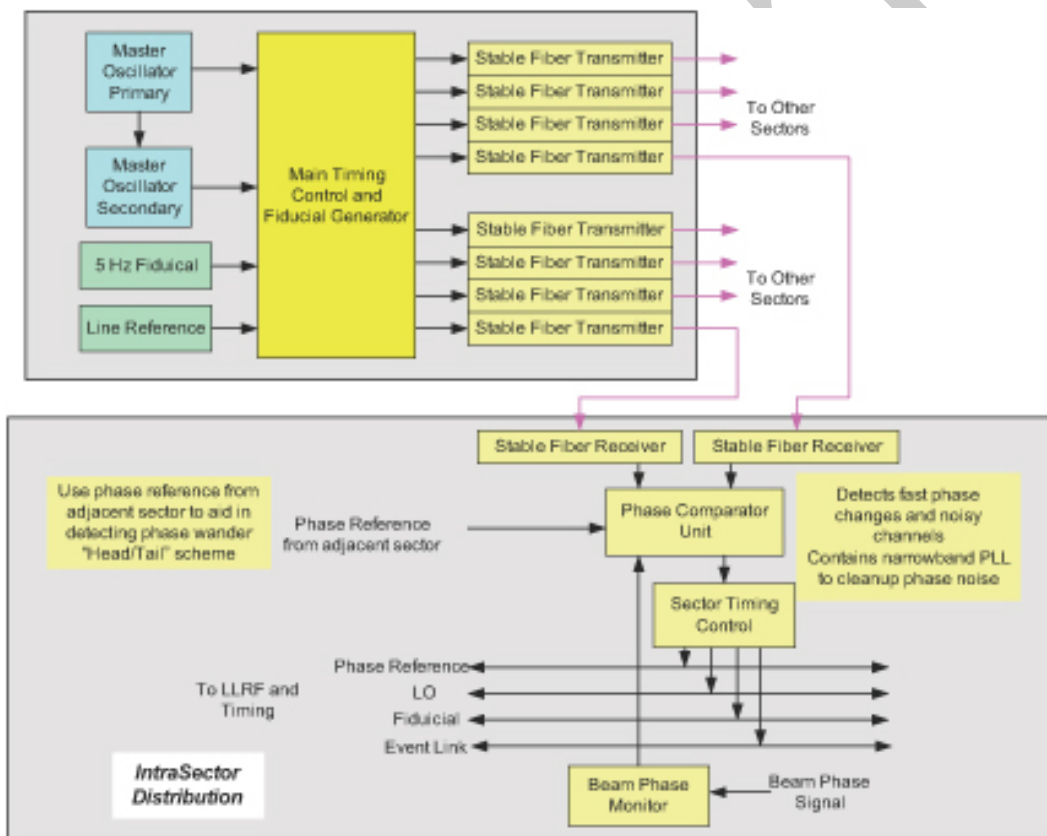 Master
Oscillator
Primary
Master
Oscillator
Secondary
5 Hz Fiduical
Line Reference
Main Timing
Control and
Fiducial Generator
Stable Fiber Transmitter
Stable Fiber Transmitter
Stable Fiber Transmitter
Stable Fiber Transmitter
To Other
Sectors
Stable Fiber Transmitter
Stable Fiber Transmitter
Stable Fiber Transmitter
Stable Fiber Transmitter
To Other
Sectors
Stable Fiber Receiver
Stable Fiber Receiver
Use phase reference from
adjacent sector to aid in
detecting phase wander
"Head/Tail" scheme
Phase Reference
from adjacent sector
Phase Comparator
Unit
Detects fast phase
changes and noisy
channels
Contains narrowband PLL
to cleanup phase noise
Sector Timing
Control
To LLRF and
Timing
Phase Reference
LO
Fiduicial
Event Link
IntraSector
Distribution
Beam Phase
Monitor
Beam Phase
Signal